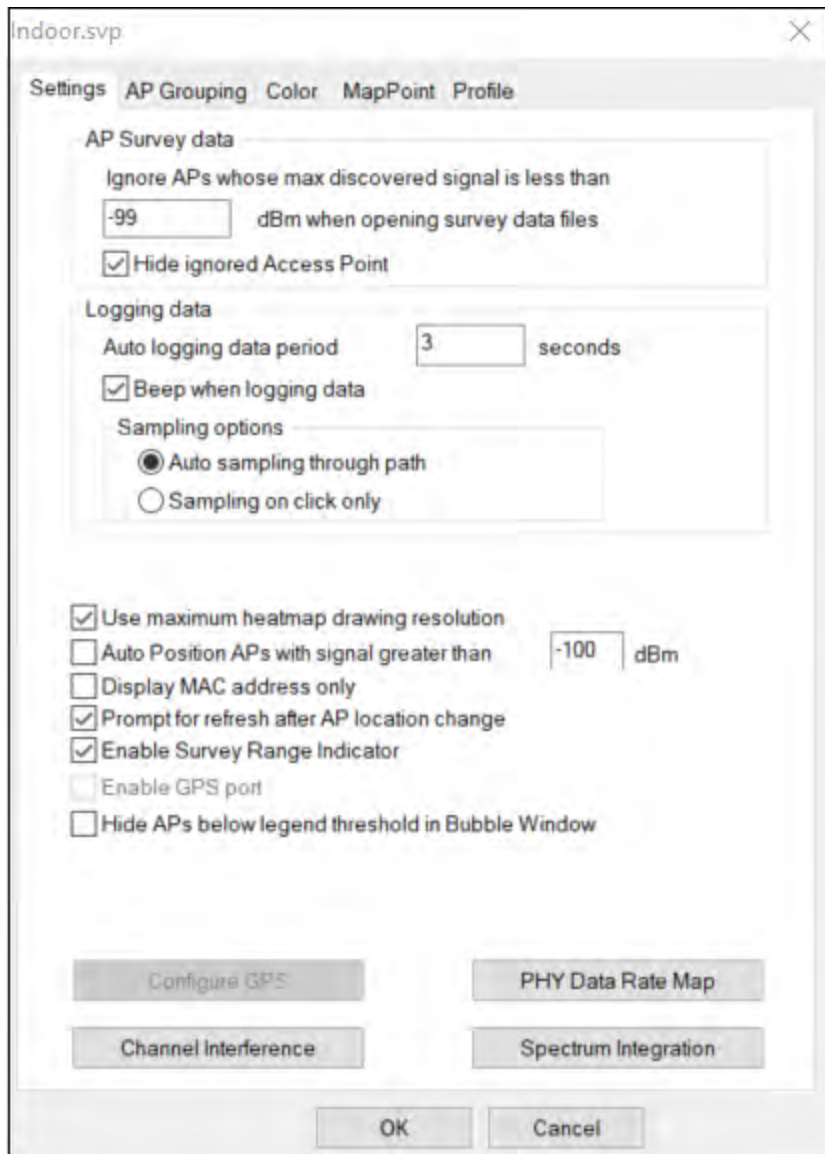 Indoor.svp
Settings AP Grouping Color MapPoint Profile
AP Survey data
Ignore APs whose max discovered signal is less than
-99 dBm when opening survey data files
Hide ignored Access Point
Logging data
Auto logging data period 3 seconds
Beep when logging data
Sampling options
Auto sampling through path
Sampling on click only
Use maximum heatmap drawing resolution
Auto Position APs with signal greater than -100 dBm
Display MAC address only
Prompt for refresh after AP location change
Enable Survey Range Indicator
Enable GPS port
Hide APs below legend threshold in Bubble Window
Configure GPS PHY Data Rate Map
Channel Interference Spectrum Integration
OK Cancel